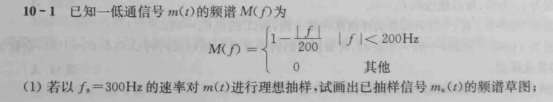 10-1 已知一低通信号 m(t)的频谱 M(f)为
M(f)={1-|f|/200 |f|<200Hz
0 其他
(1) 若以 fs=300Hz 的速率对 m(t)进行理想抽样,试画出已抽样信号 ms(t)的频谱草图;